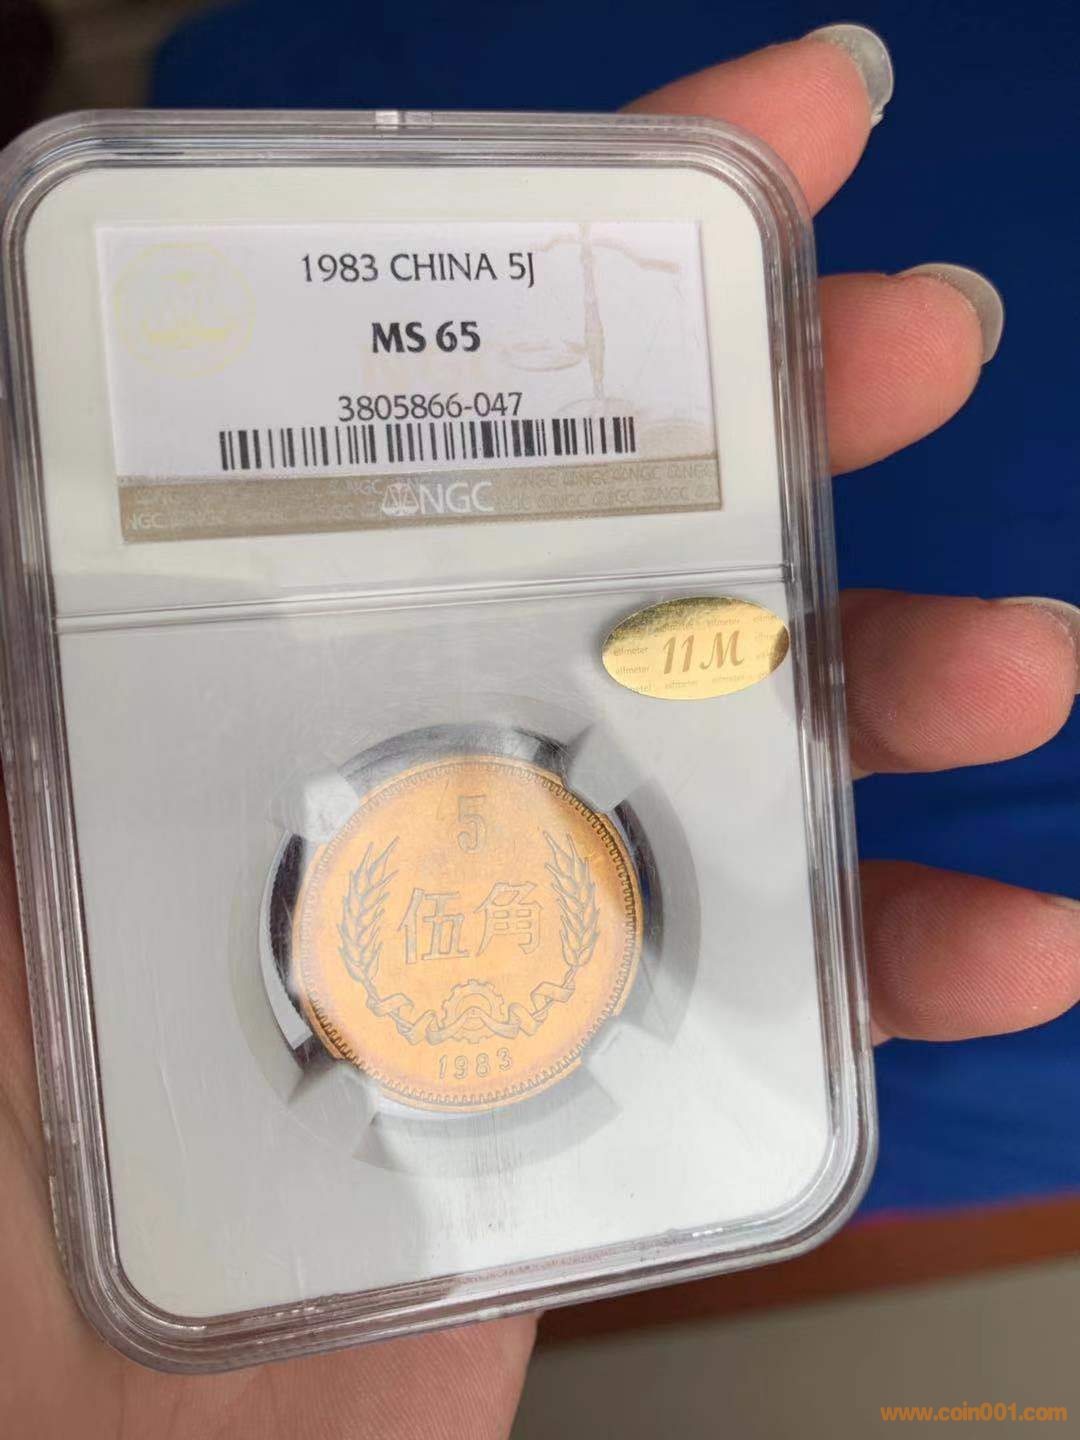 1983 CHINA 5J
MS 65
3805866-047
NGC
11M
5
伍角
1983
www.coin001.com